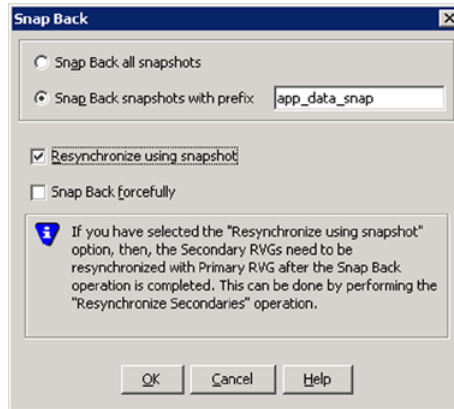 Snap Back
Snap Back all snapshots
Snap Back snapshots with prefix app_data_snap
Resynchronize using snapshot
Snap Back forcefully
If you have selected the "Resynchronize using snapshot"
option, then, the Secondary RVGs need to be
resynchronized with Primary RVG after the Snap Back
operation is completed. This can be done by performing the
"Resynchronize Secondaries" operation.
OK Cancel Help